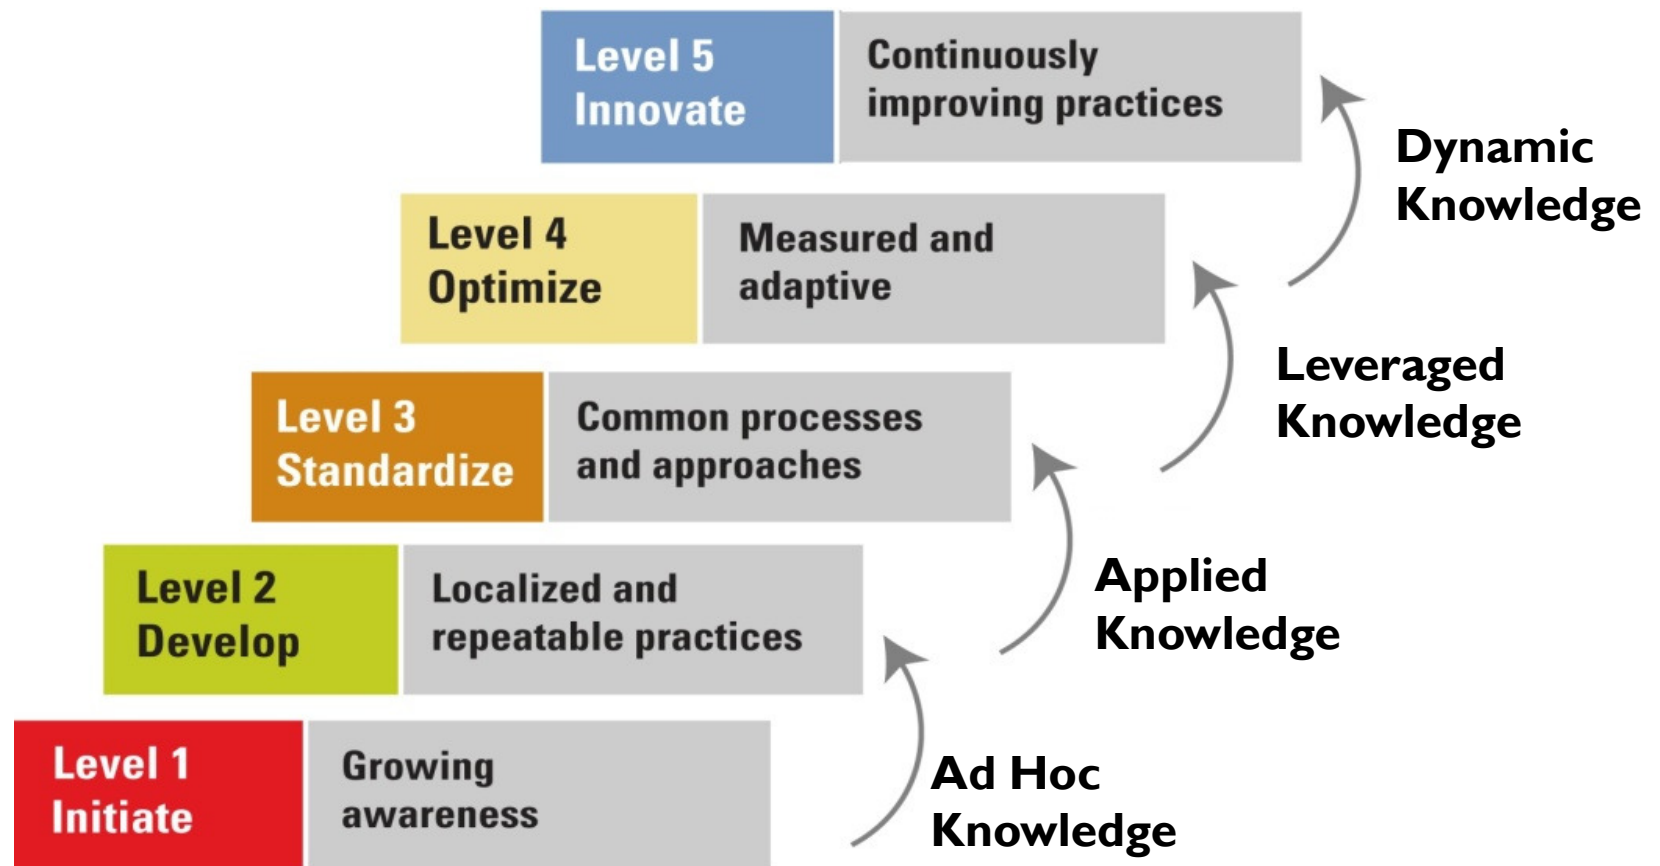 Level 5
Innovate
Continuously
improving practices
Dynamic
Knowledge
Level 4
Optimize
Measured and
adaptive
Leveraged
Knowledge
Level 3
Standardize
Common processes
and approaches
Applied
Knowledge
Level 2
Develop
Localized and
repeatable practices
Ad Hoc
Knowledge
Level 1
Initiate
Growing
awareness